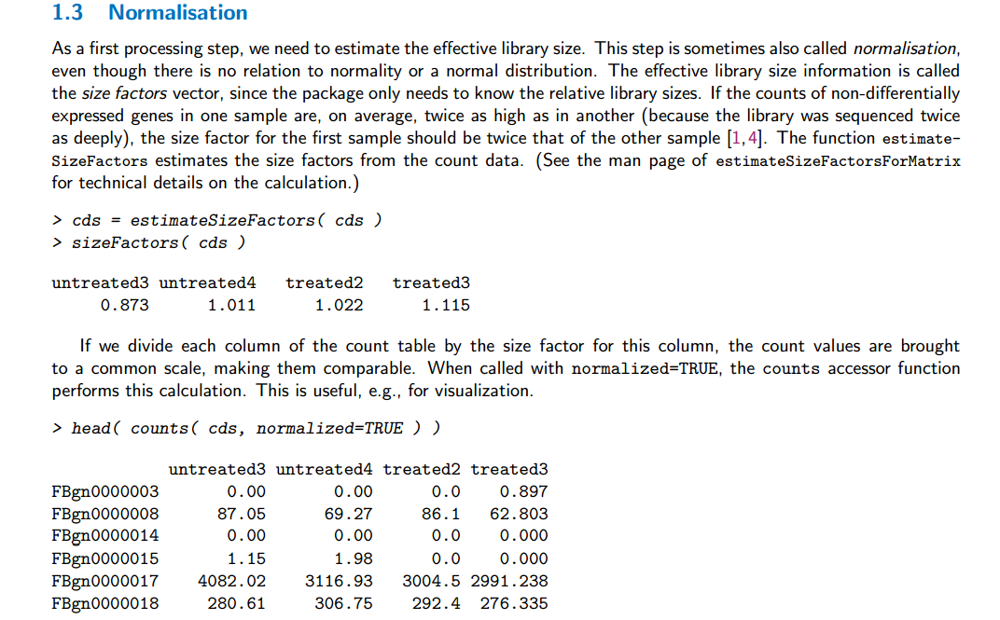 1.3 Normalisation
As a first processing step, we need to estimate the effective library size. This step is sometimes also called normalisation,
even though there is no relation to normality or a normal distribution. The effective library size information is called
the size factors vector, since the package only needs to know the relative library sizes. If the counts of non-differentially
expressed genes in one sample are, on average, twice as high as in another (because the library was sequenced twice
as deeply), the size factor for the first sample should be twice that of the other sample [1,4]. The function estimate-
SizeFactors estimates the size factors from the count data. (See the man page of estimateSizeFactorsForMatrix
for technical details on the calculation.)
> cds = estimateSizeFactors( cds )
> sizeFactors( cds )
untreated3 untreated4 treated2 treated3
0.873 1.011 1.022 1.115
If we divide each column of the count table by the size factor for this column, the count values are brought
to a common scale, making them comparable. When called with normalized=TRUE, the counts accessor function
performs this calculation. This is useful, e.g., for visualization.
> head( counts( cds, normalized=TRUE ) )
untreated3 untreated4 treated2 treated3
FBgn0000003 0.00 0.00 0.0 0.897
FBgn0000008 87.05 69.27 86.1 62.803
FBgn0000014 0.00 0.00 0.0 0.000
FBgn0000015 1.15 1.98 0.0 0.000
FBgn0000017 4082.02 3116.93 3004.5 2991.238
FBgn0000018 280.61 306.75 292.4 276.335